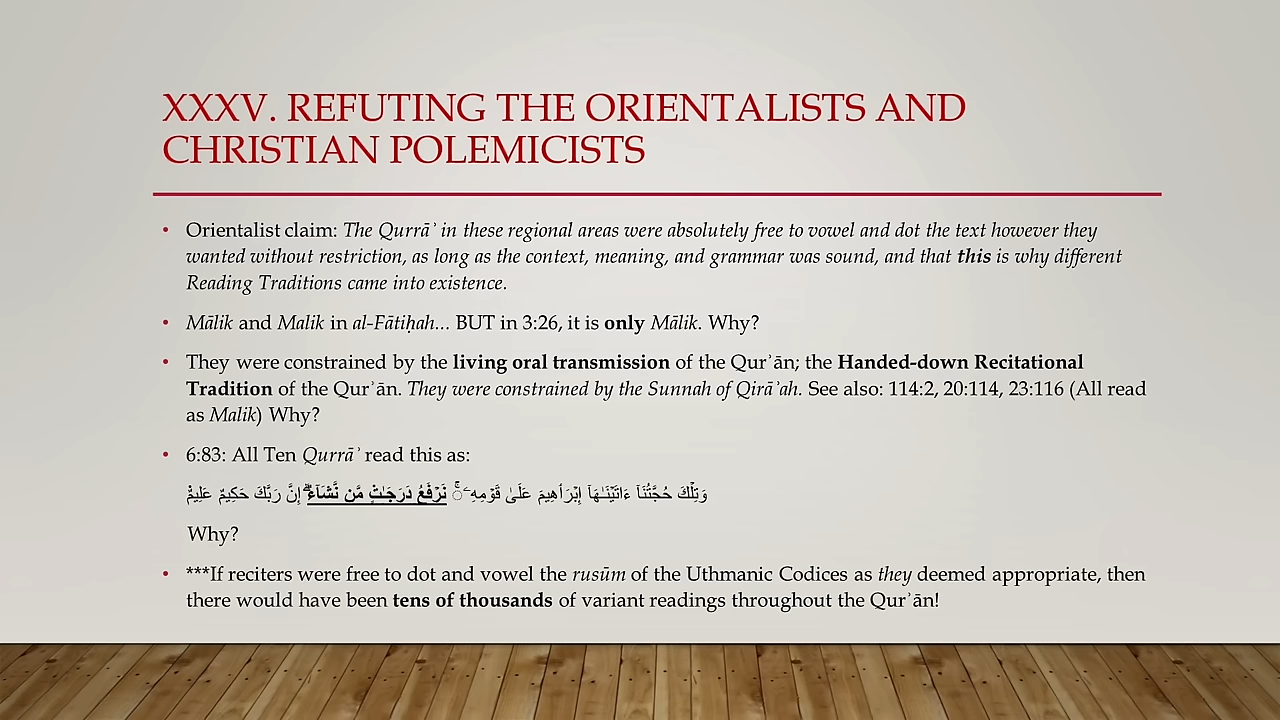 XXXV. REFUTING THE ORIENTALISTS AND
CHRISTIAN POLEMICISTS
• Orientalist claim: The Qurrāʾ in these regional areas were absolutely free to vowel and dot the text however they
wanted without restriction, as long as the context, meaning, and grammar was sound, and that this is why different
Reading Traditions came into existence.
• Mālik and Malik in al-Fātiḥah... BUT in 3:26, it is only Mālik. Why?
• They were constrained by the living oral transmission of the Qurʾān; the Handed-down Recitational
Tradition of the Qurʾān. They were constrained by the Sunnah of Qirāʾah. See also: 114:2, 20:114, 23:116 (All read
as Malik) Why?
• 6:83: All Ten Qurrāʾ read this as:
وَتِلْكَ حُجَّتُنَآ ءَاتَيْنَـٰهَآ إِبْرَٰهِيمَ عَلَىٰ قَوْمِهِۦ ۚ نَرْفَعُ دَرَجَـٰتٍ مَّن نَّشَآءُ ۗ إِنَّ رَبَّكَ حَكِيمٌ عَلِيمٌ
Why?
• ***If reciters were free to dot and vowel the rusūm of the Uthmanic Codices as they deemed appropriate, then
there would have been tens of thousands of variant readings throughout the Qurʾān!